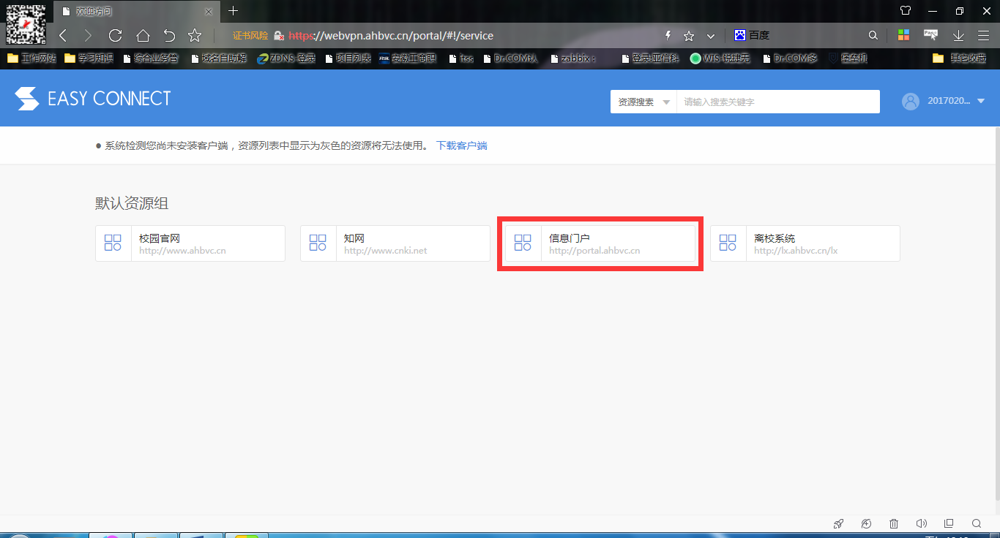 欢迎访问
证书风险 https://webvpn.ahbvc.cn/portal/#!/service
百度
工作网站 学习知识 综合业务管 域名自助解 ZDNS-登录 项目列表 安徽工商职 itss Dr.COM认 zabbix: 登录-亚信科 WIS-锐捷无 Dr.COM多 堡垒机 其它收藏
EASY CONNECT
资源搜索 请输入搜索关键字 2017020...
● 系统检测您尚未安装客户端，资源列表中显示为灰色的资源将无法使用。 下载客户端
默认资源组
校园官网
http://www.ahbvc.cn
知网
http://www.cnki.net
信息门户
http://portal.ahbvc.cn
离校系统
http://lx.ahbvc.cn/lx